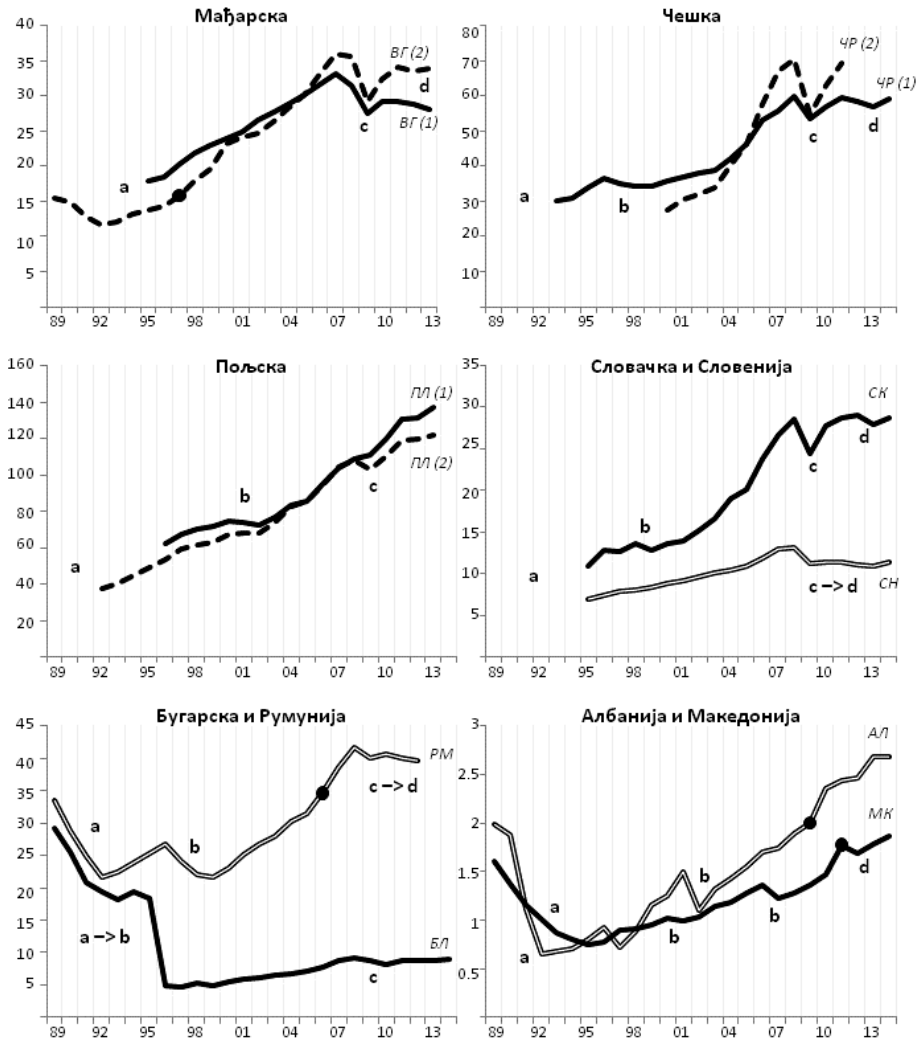 Мађарска
40
35
30
25
20
15
10
5
ВГ (2)
d
c
ВГ (1)
a
89 92 95 98 01 04 07 10 13
Чешка
80
70
60
50
40
30
20
10
ЧР (2)
ЧР (1)
c
d
a
b
89 92 95 98 01 04 07 10 13
Пољска
160
140
120
100
80
60
40
20
ПЛ (1)
ПЛ (2)
b
c
a
89 92 95 98 01 04 07 10 13
Словачка и Словенија
35
30
25
20
15
10
5
СК
d
c
b
a
c –> d
СН
89 92 95 98 01 04 07 10 13
Бугарска и Румунија
45
40
35
30
25
20
15
10
5
РМ
c –> d
a
b
a –> b
БЛ
c
89 92 95 98 01 04 07 10 13
Албанија и Македонија
3
2.5
2
1.5
1
0.5
АЛ
МК
d
b
a
b
b
a
89 92 95 98 01 04 07 10 13